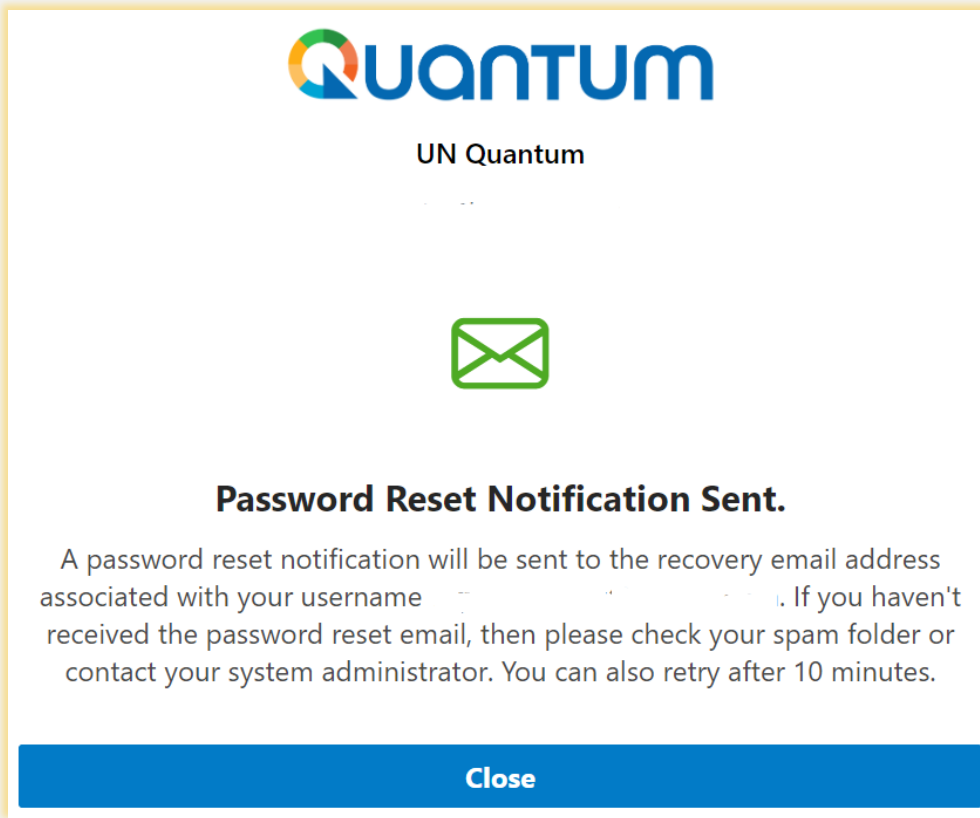 QUANTUM
UN Quantum
Password Reset Notification Sent.
A password reset notification will be sent to the recovery email address
associated with your username . If you haven't
received the password reset email, then please check your spam folder or
contact your system administrator. You can also retry after 10 minutes.
Close